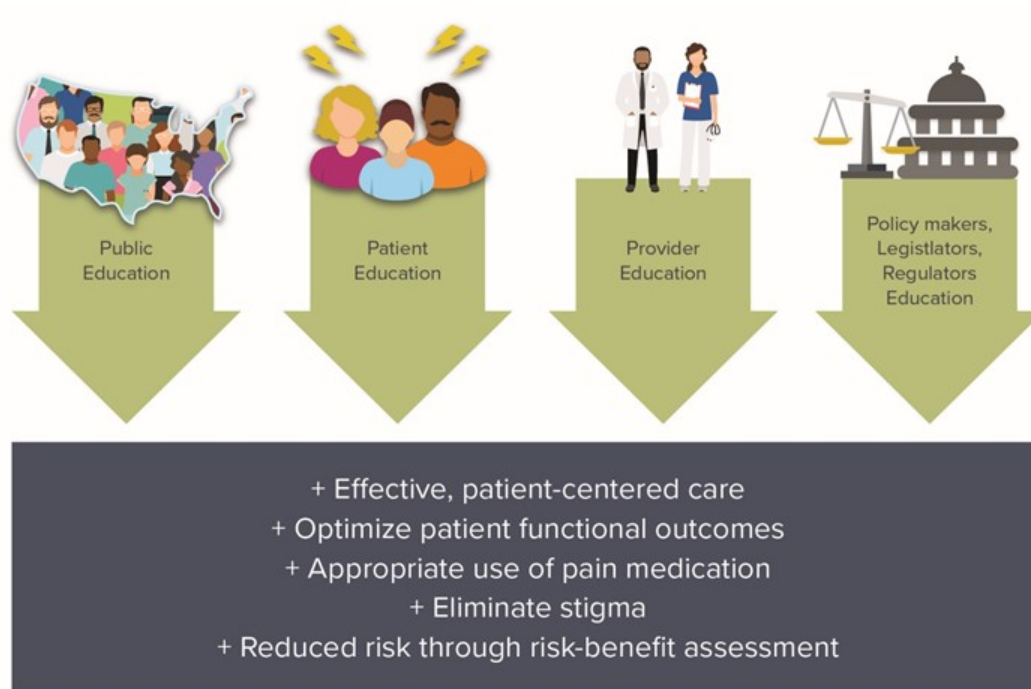 Public
Education
Patient
Education
Provider
Education
Policy makers,
Legistlators,
Regulators
Education
+ Effective, patient-centered care
+ Optimize patient functional outcomes
+ Appropriate use of pain medication
+ Eliminate stigma
+ Reduced risk through risk-benefit assessment